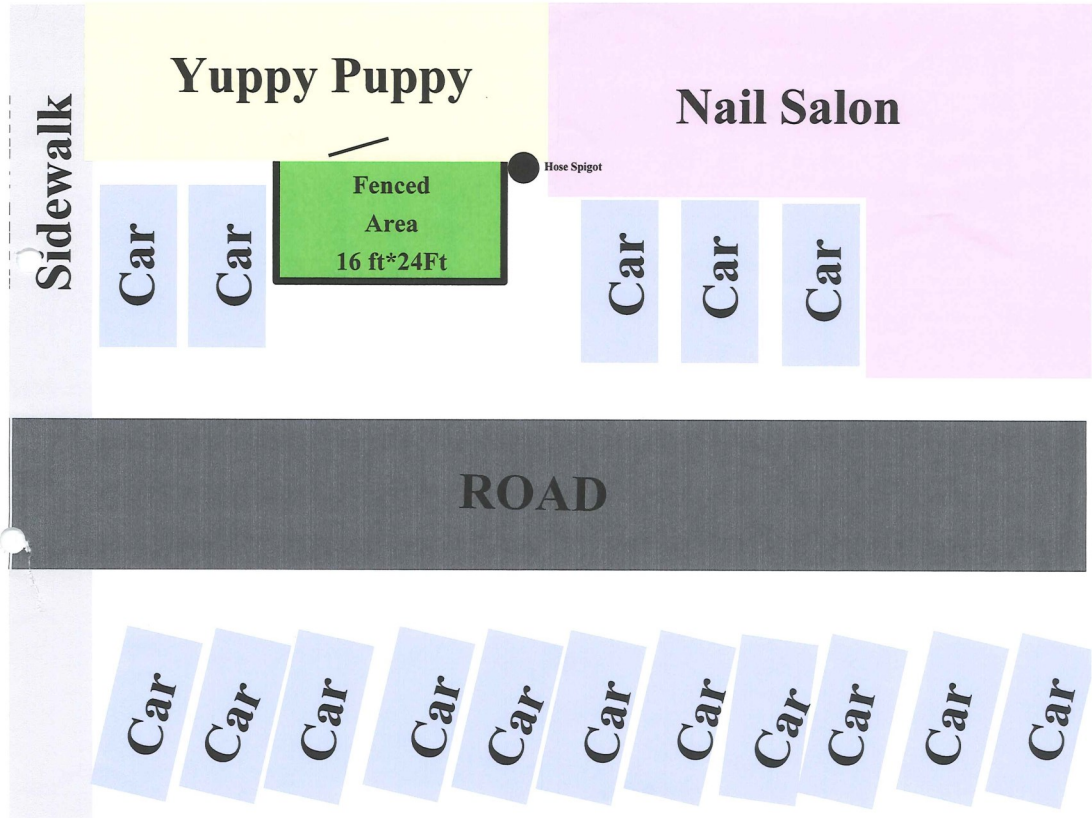 Sidewalk
Yuppy Puppy
Nail Salon
Hose Spigot
Fenced
Area
16 ft*24Ft
Car
Car
Car
Car
Car
ROAD
Car
Car
Car
Car
Car
Car
Car
Car
Car
Car
Car